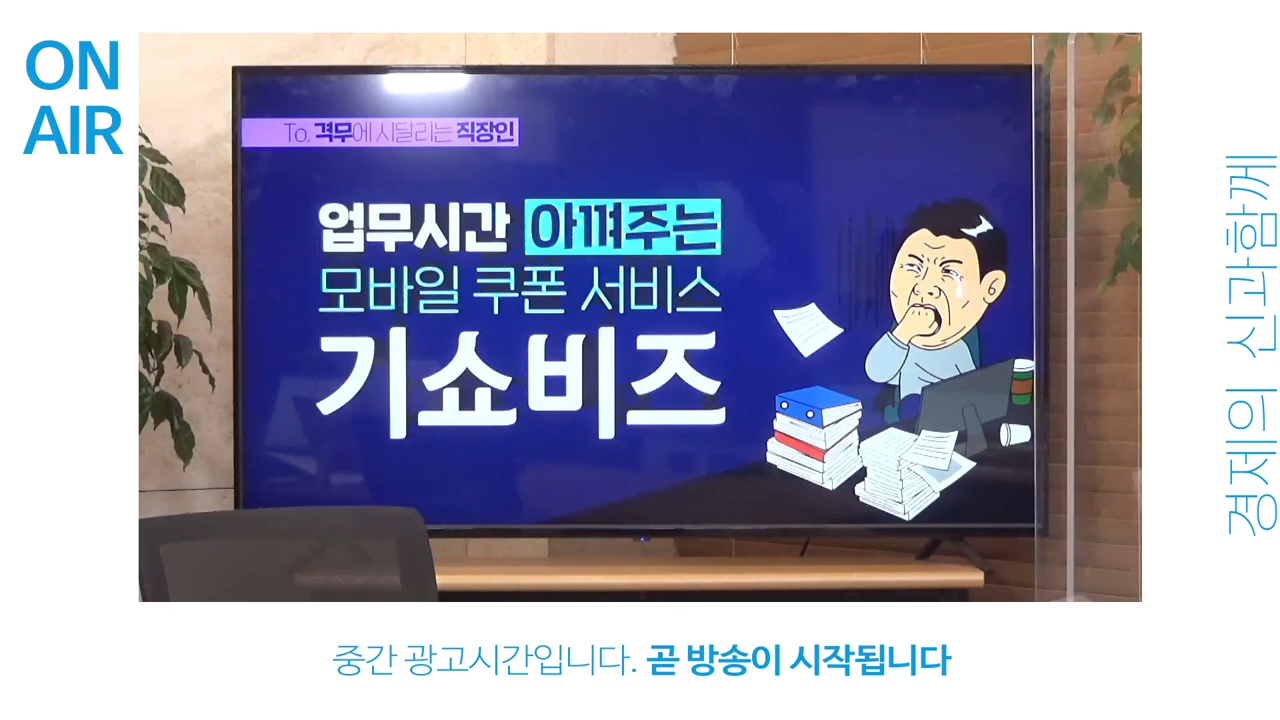 ON
AIR
To. 격무에 시달리는 직장인
업무시간 아껴주는
모바일 쿠폰 서비스
기쇼비즈
경제의 신과함께
중간 광고시간입니다. 곧 방송이 시작됩니다